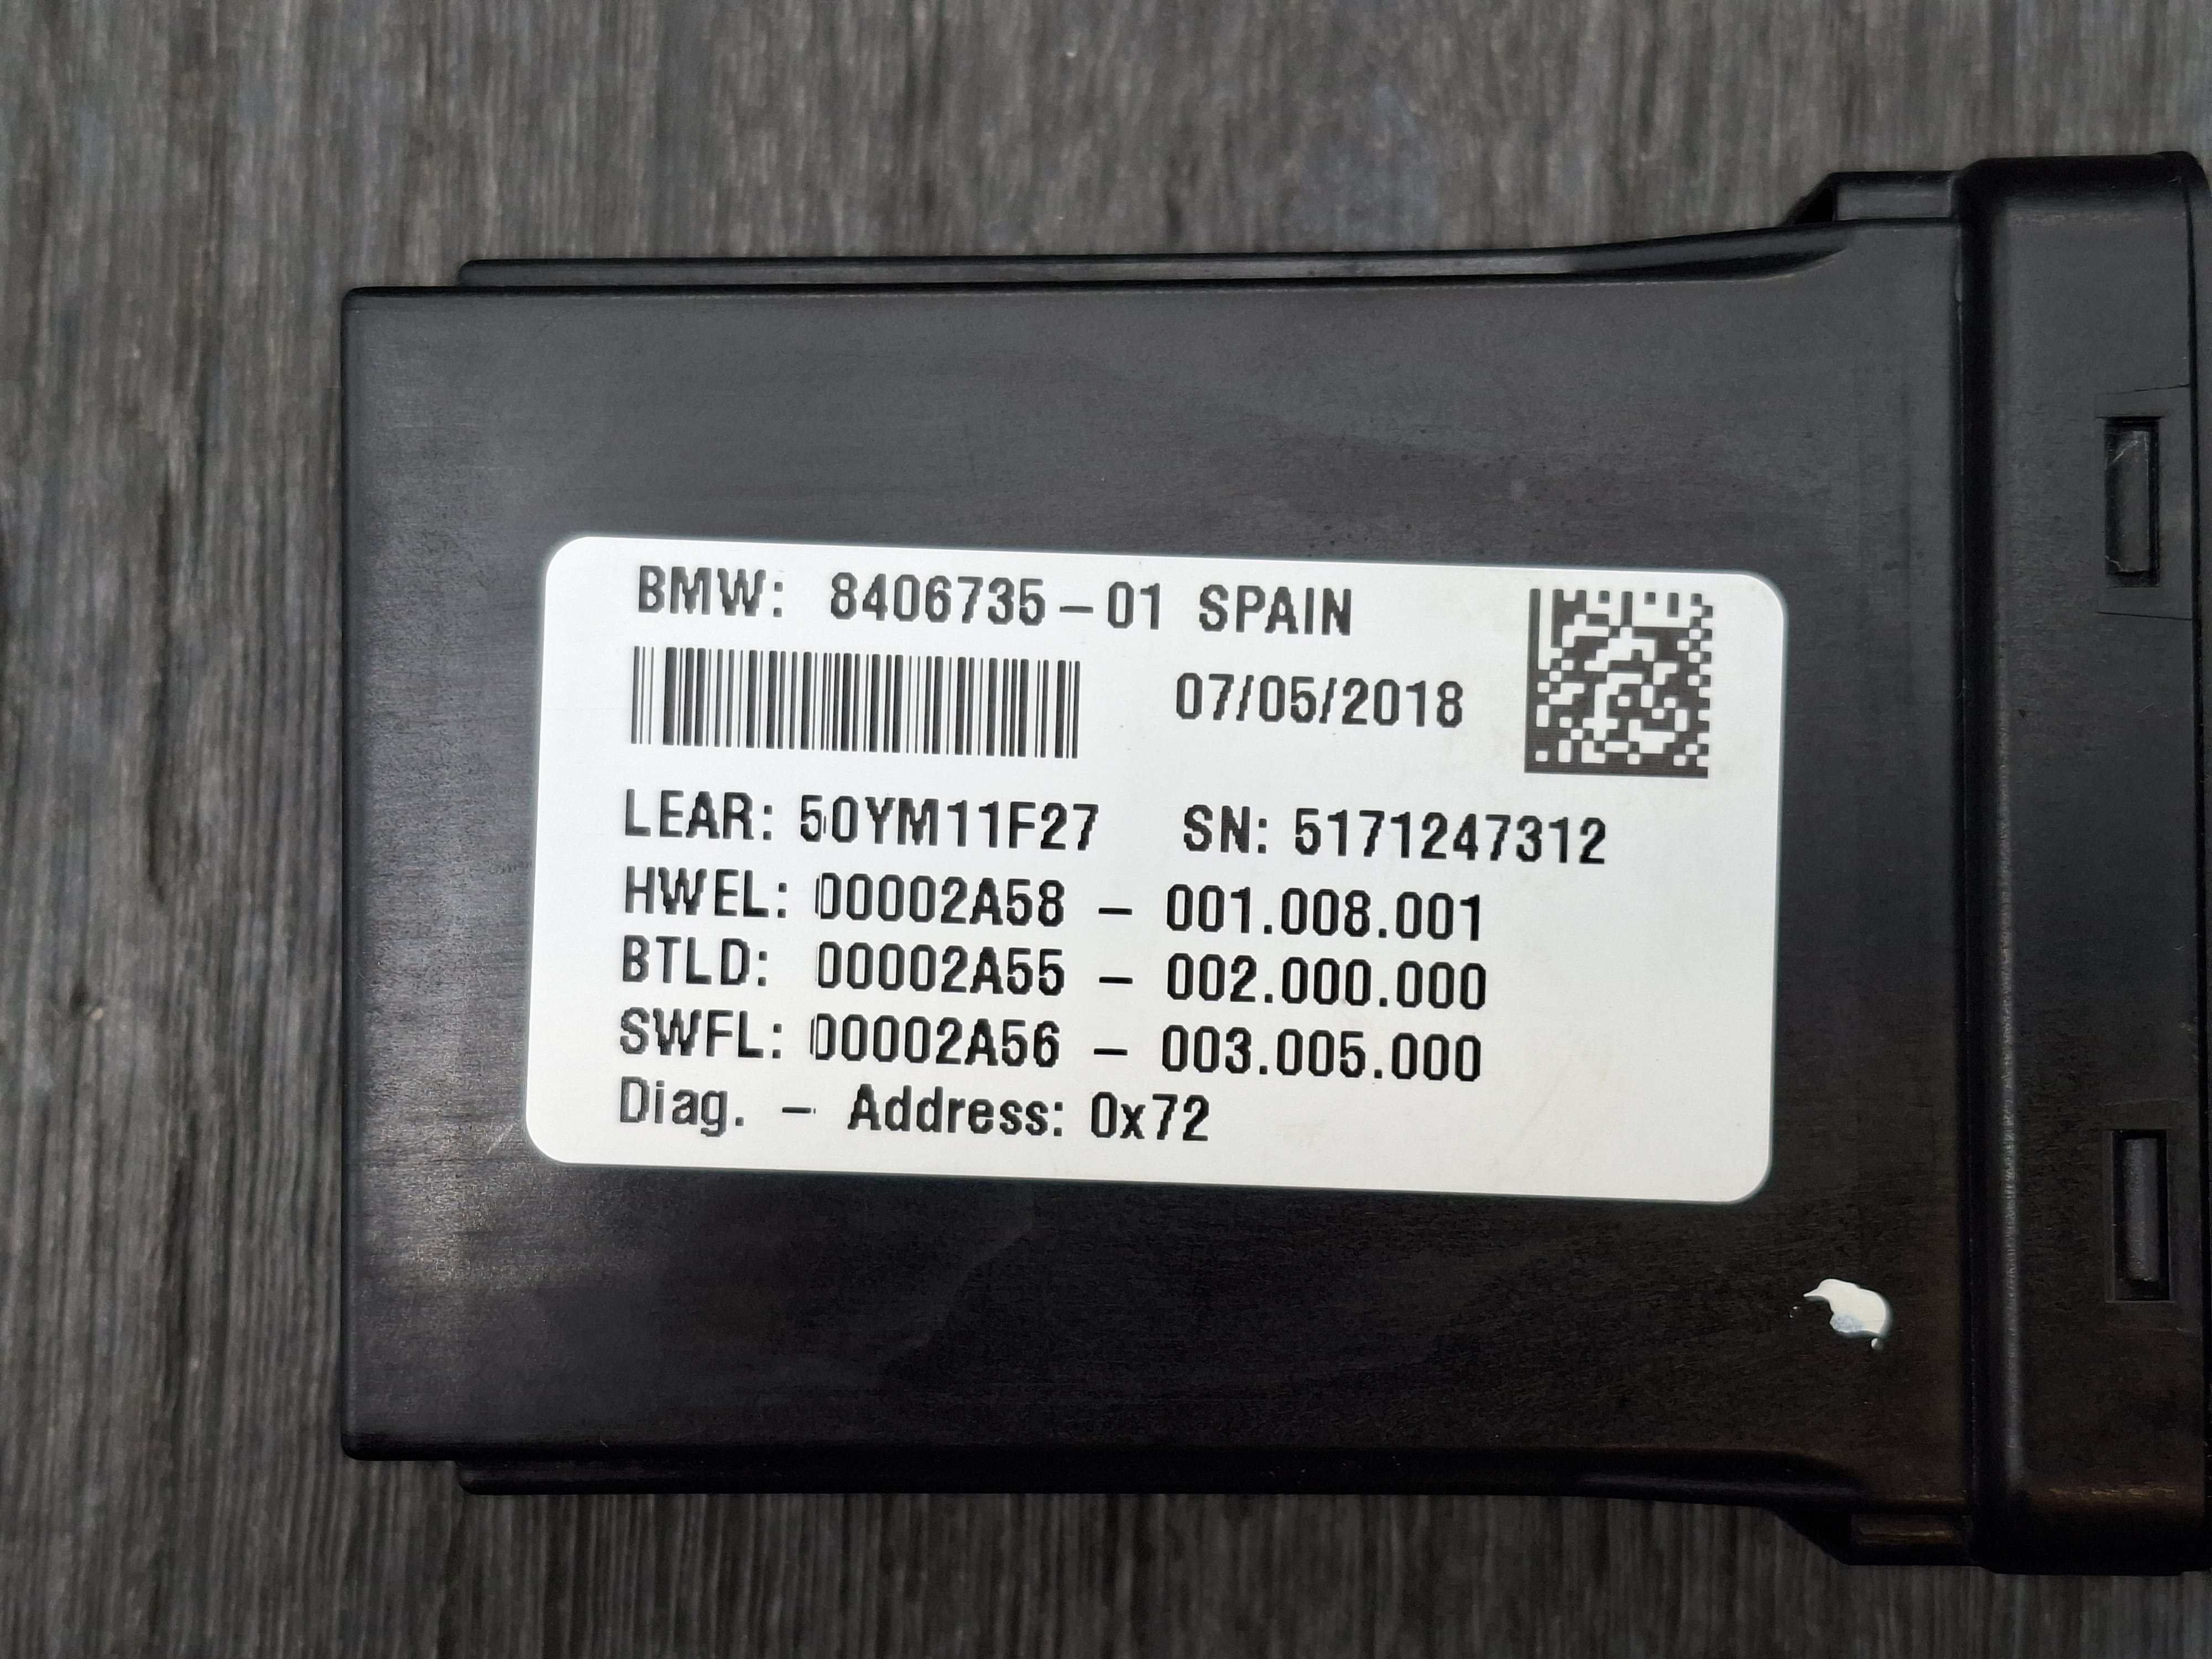 BMW: 8406735-01 SPAIN
07/05/2018
LEAR: 50YM11F27 SN: 5171247312
HWEL: 00002A58 - 001.008.001
BTLD: 00002A55 - 002.000.000
SWFL: 00002A56 - 003.005.000
Diag. - Address: 0x72